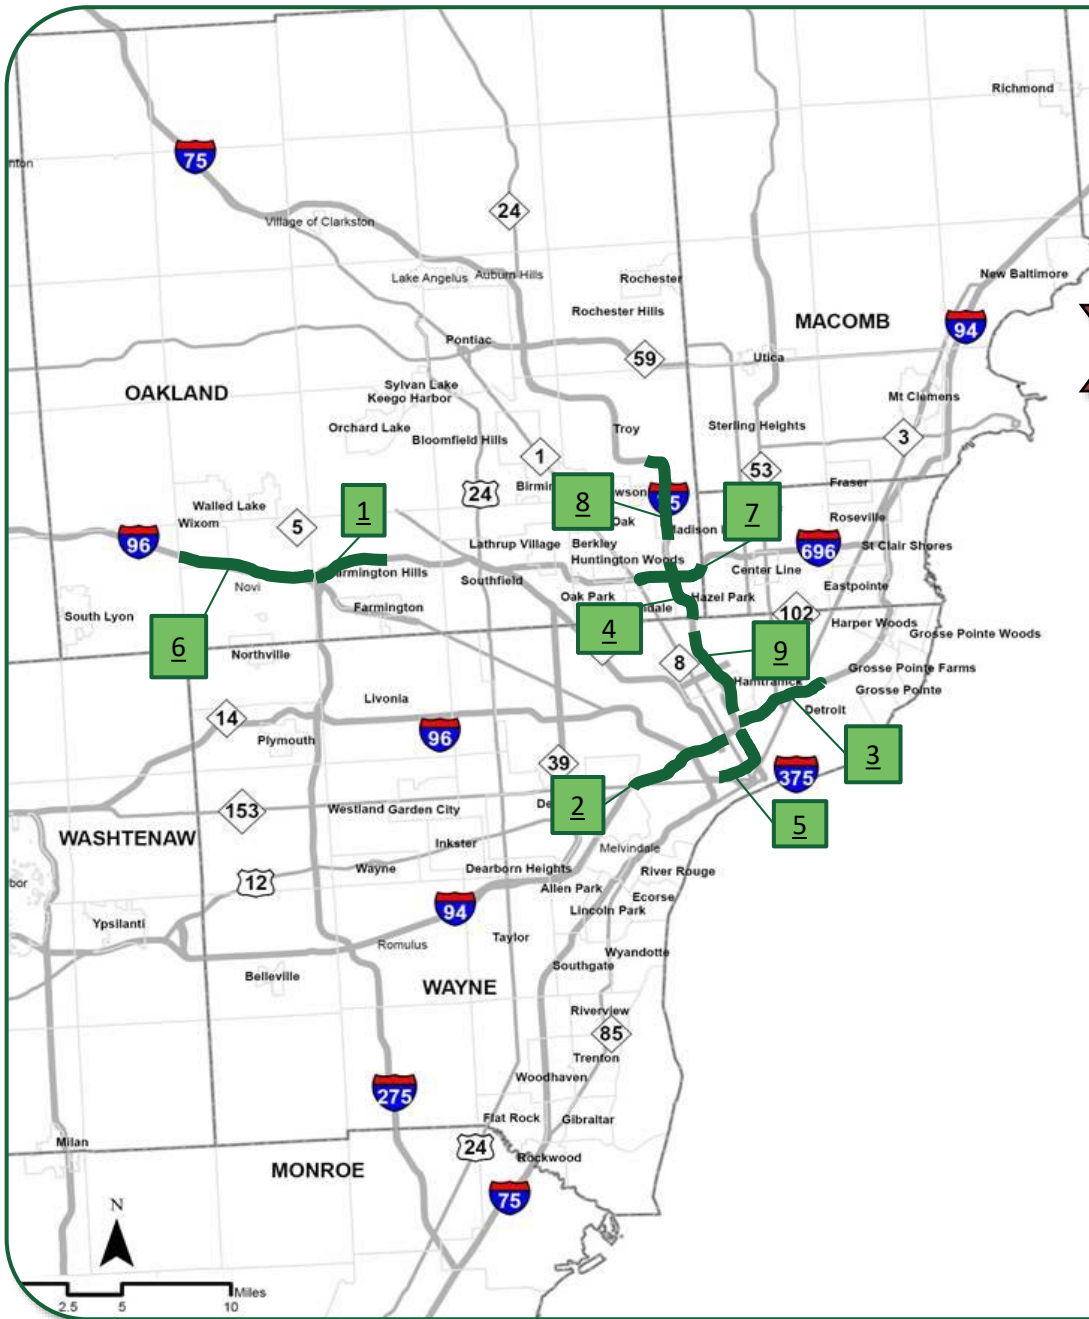 Richmond
75
24
Village of Clarkston
Lake Angelus
Auburn Hills
Rochester
New Baltimore
Rochester Hills
MACOMB
94
Pontiac
59
Utica
OAKLAND
Sylvan Lake
Keego Harbor
Mt Clemens
Orchard Lake
Bloomfield Hills
Troy
Sterling Heights
3
1
53
24
8
7
1
Walled Lake
Wixom
5
96
Fraser
Roseville
Lathrup Village
Berkley
Huntington Woods
696
St Clair Shores
Center Line
Novi
Farmington Hills
Southfield
Eastpointe
South Lyon
Farmington
Oak Park
Hazel Park
102
Harper Woods
Grosse Pointe Woods
6
4
9
8
Northville
Grosse Pointe Farms
Hamtramck
Grosse Pointe
Livonia
Detroit
14
Plymouth
96
39
3
375
2
5
153
Westland
Garden City
WASHTENAW
Inkster
Melvindale
12
Wayne
Dearborn Heights
River Rouge
Allen Park
Ecorse
94
Lincoln Park
Ypsilanti
Romulus
Taylor
Wyandotte
Southgate
Belleville
WAYNE
Riverview
85
Trenton
Woodhaven
275
Flat Rock
Gibraltar
24
Milan
Rockwood
MONROE
75
N
Miles
2.5
5
10